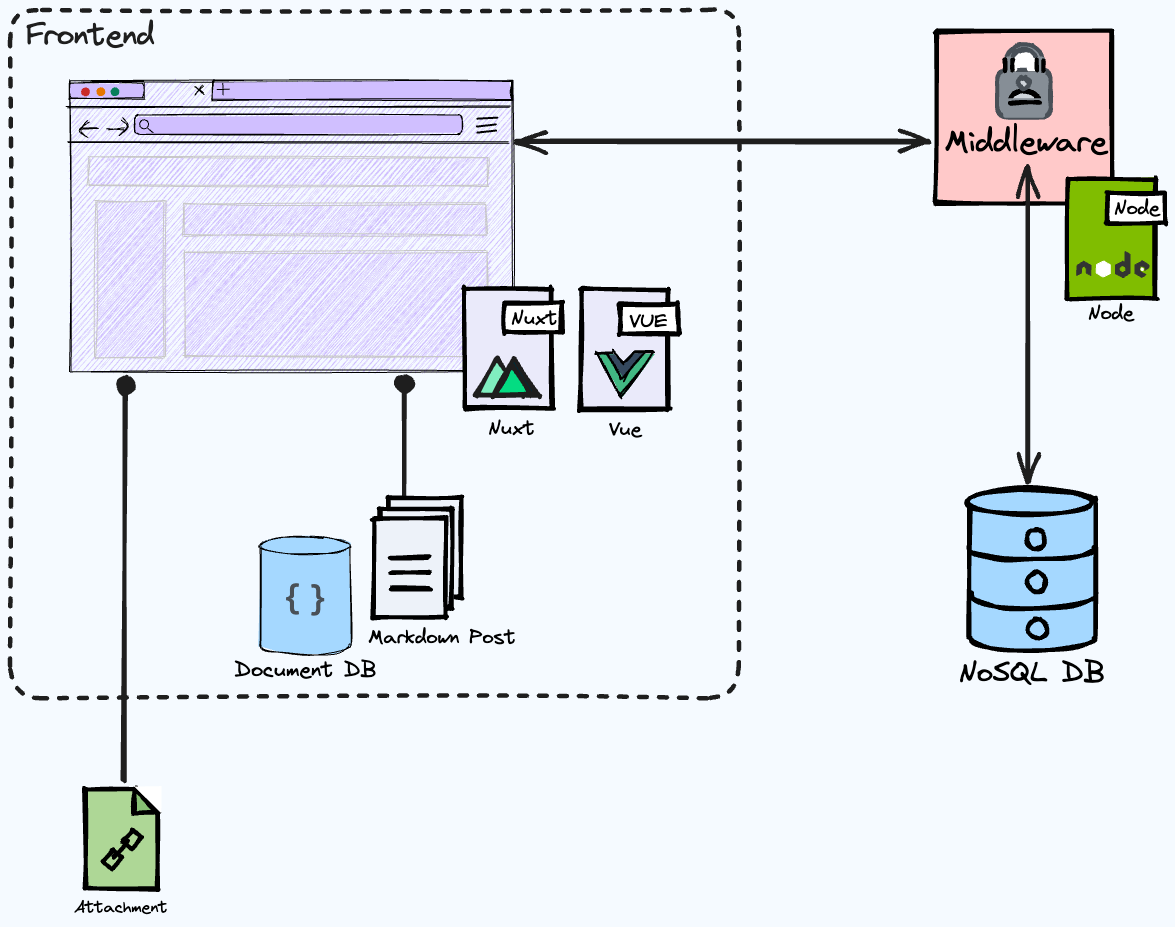 Frontend
Middleware
Node
node
Node
Nuxt
VUE
Nuxt
Vue
{ }
Markdown Post
Document DB
NoSQL DB
Attachment